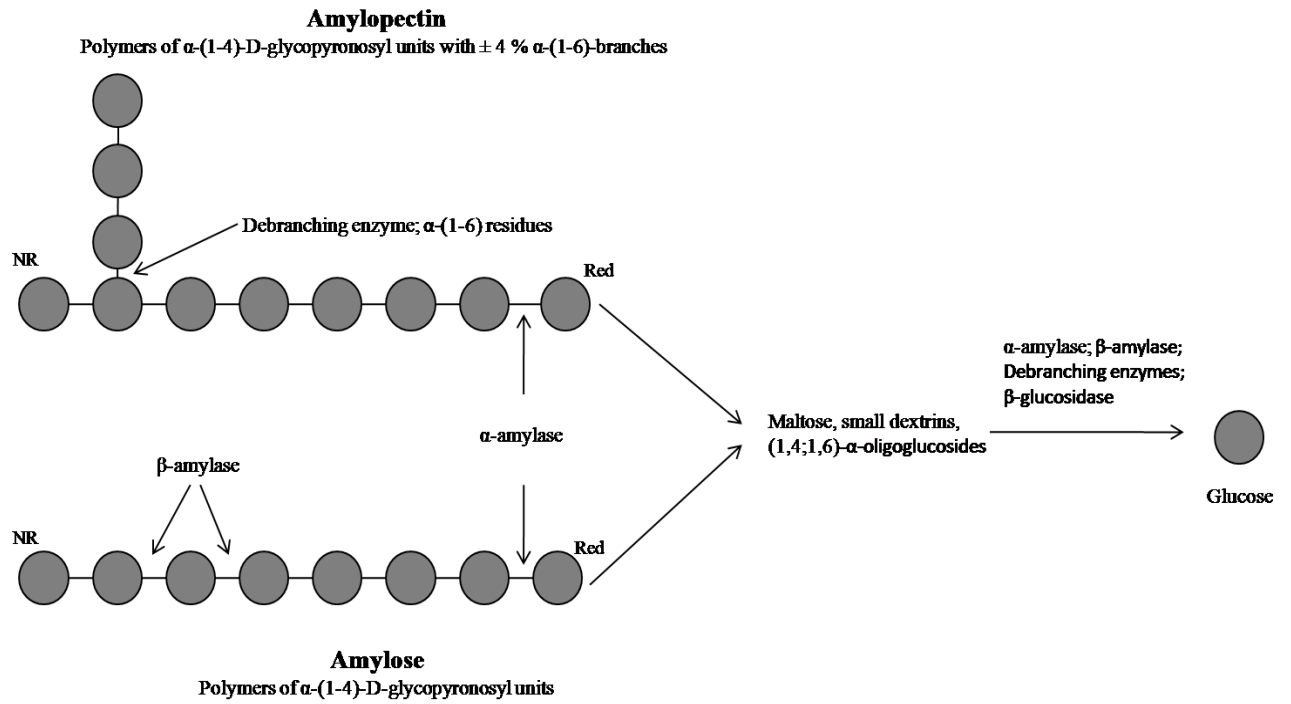 Amylopectin
Polymers of α-(1-4)-D-glycopyronosyl units with ± 4 % α-(1-6)-branches
Debranching enzyme; α-(1-6) residues
NR
Red
α-amylase; β-amylase;
Debranching enzymes;
β-glucosidase
Maltose, small dextrins,
(1,4;1,6)-α-oligoglucosides
α-amylase
β-amylase
Glucose
NR
Red
Amylose
Polymers of α-(1-4)-D-glycopyronosyl units